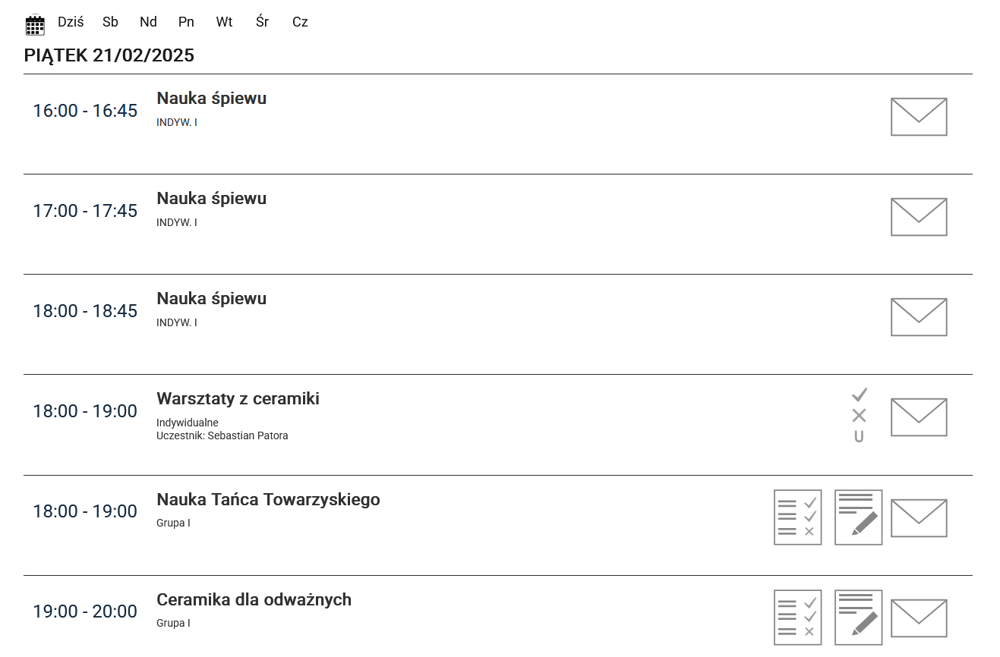 Dziś Sb Nd Pn Wt Śr Cz
PIĄTEK 21/02/2025
16:00 - 16:45
Nauka śpiewu
INDYW. I
17:00 - 17:45
Nauka śpiewu
INDYW. I
18:00 - 18:45
Nauka śpiewu
INDYW. I
18:00 - 19:00
Warsztaty z ceramiki
Indywidualne
Uczestnik: Sebastian Patora
U
18:00 - 19:00
Nauka Tańca Towarzyskiego
Grupa I
19:00 - 20:00
Ceramika dla odważnych
Grupa I